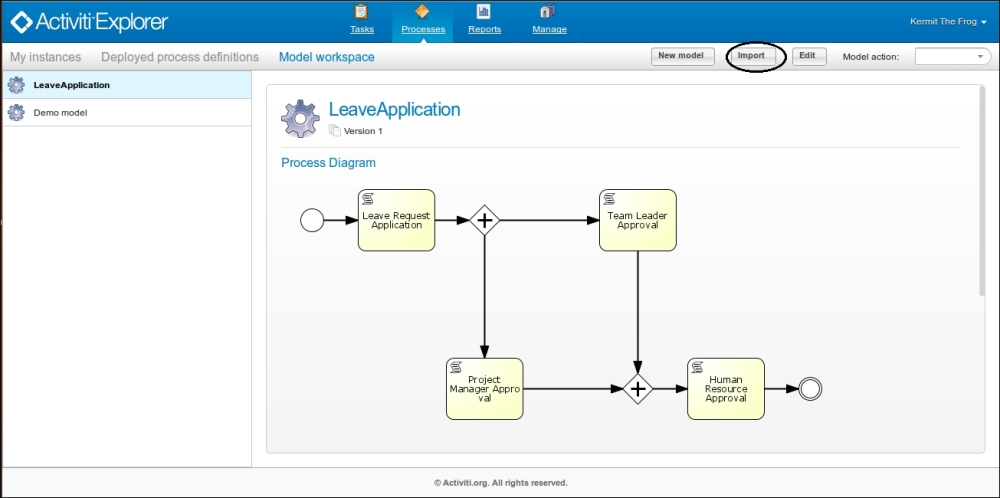 Activiti Explorer
Tasks
Processes
Reports
Manage
Kermit The Frog
My instances
Deployed process definitions
Model workspace
New model
Import
Edit
Model action:
LeaveApplication
Demo model
LeaveApplication
Version 1
Process Diagram
Leave Request
Application
Team Leader
Approval
Project
Manager Appro
val
Human
Resource
Approval
© Activiti.org. All rights reserved.